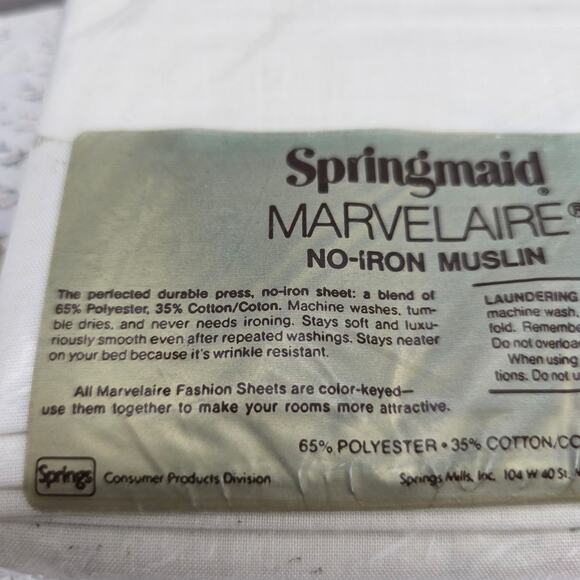 Springmaid®
MARVELAIRE®
NO-IRON MUSLIN
The perfected durable press, no-iron sheet: a blend of
65% Polyester, 35% Cotton/Coton. Machine washes, tum-
ble dries, and never needs ironing. Stays soft and luxu-
riously smooth even after repeated washings. Stays neater
on your bed because it's wrinkle resistant.
All Marvelaire Fashion Sheets are color-keyed—
use them together to make your rooms more attractive.
LAUNDERING
machine wash,
fold. Remembe
Do not overloa
When using
tions. Do not u
65% POLYESTER • 35% COTTON/CO
Springs Consumer Products Division
Springs Mills, Inc. 104 W 40 St.